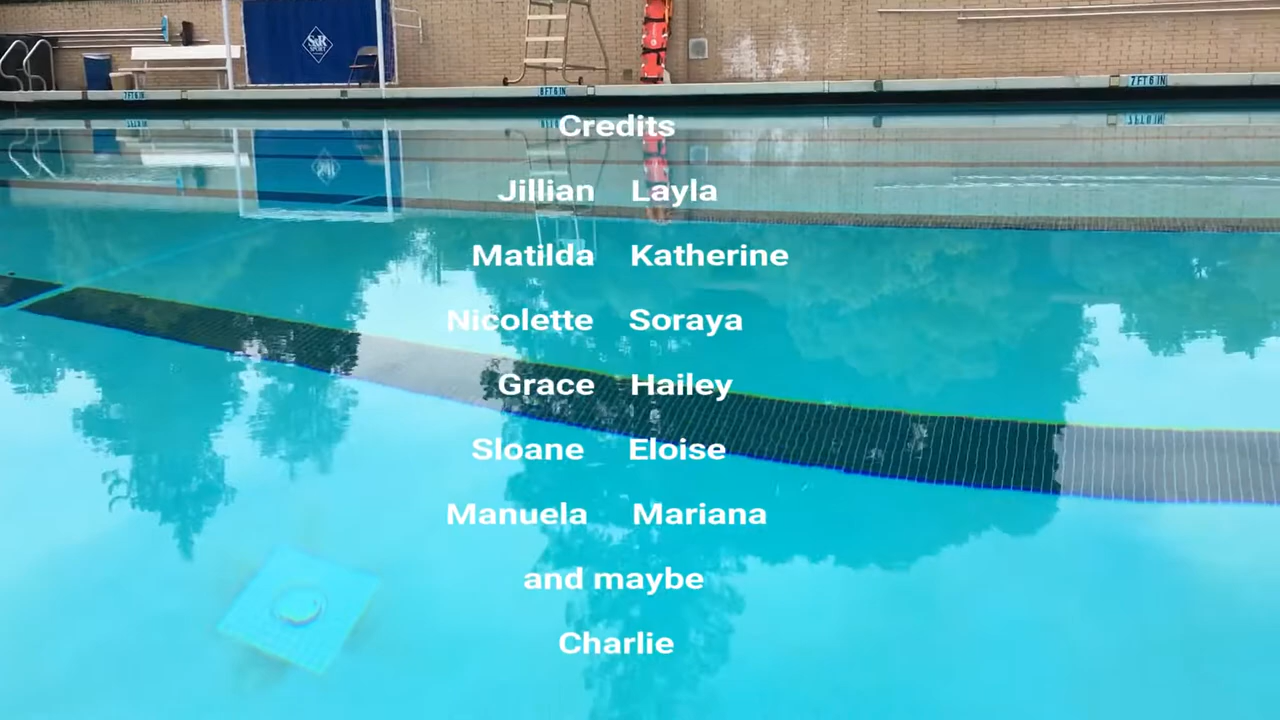 S&R
SPORT
7 FT 6 IN
8 FT 6 IN
7 FT 6 IN
Credits
Jillian Layla
Matilda Katherine
Nicolette Soraya
Grace Hailey
Sloane Eloise
Manuela Mariana
and maybe
Charlie